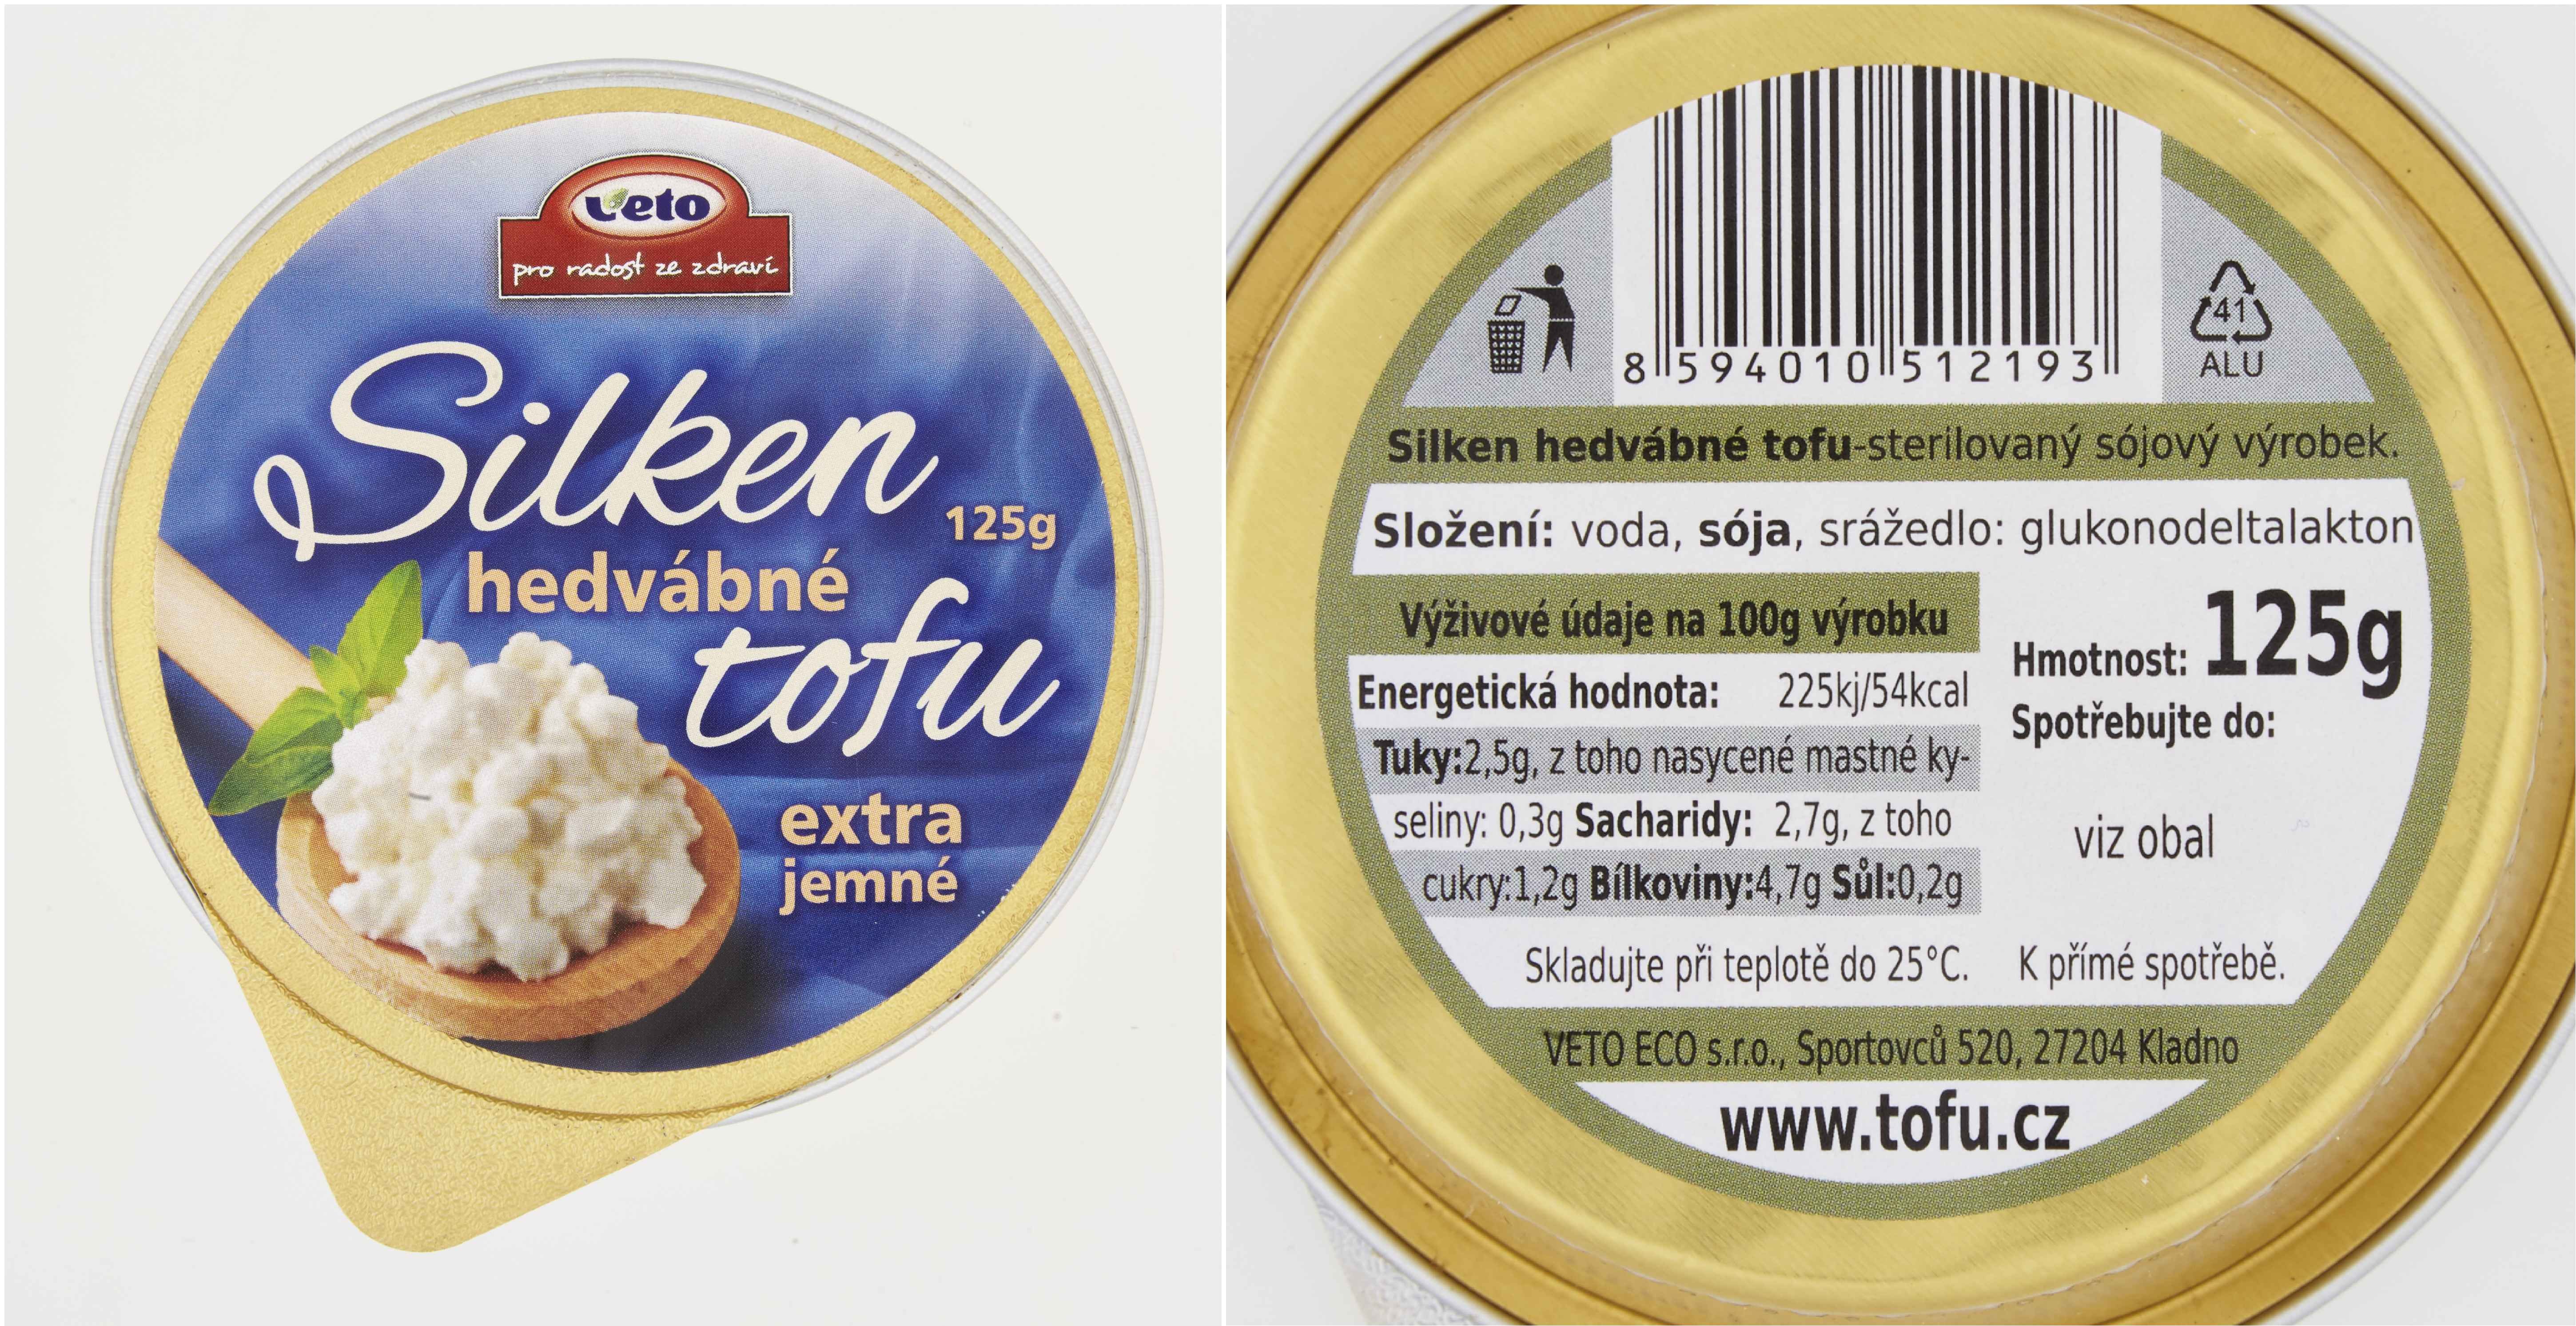 veto
pro radost ze zdraví
Silken
125g
hedvábné
tofu
extra
jemné
8 594010 512193
41
ALU
Silken hedvábné tofu-sterilovaný sójový výrobek.
Složení: voda, sója, srážedlo: glukonodeltalakton
Výživové údaje na 100g výrobku
Energetická hodnota: 225kj/54kcal
Tuky:2,5g, z toho nasycené mastné ky-
seliny: 0,3g Sacharidy: 2,7g, z toho
cukry:1,2g Bílkoviny:4,7g Sůl:0,2g
Hmotnost: 125g
Spotřebujte do:
viz obal
Skladujte při teplotě do 25°C. K přímé spotřebě.
VETO ECO s.r.o., Sportovců 520, 27204 Kladno
www.tofu.cz